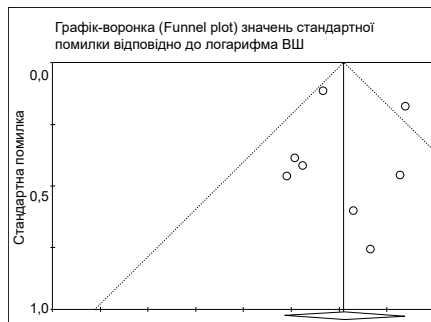 Графік-воронка (Funnel plot) значень стандартної
помилки відповідно до логарифма ВШ
0,0
0,5
1,0
Стандартна помилка